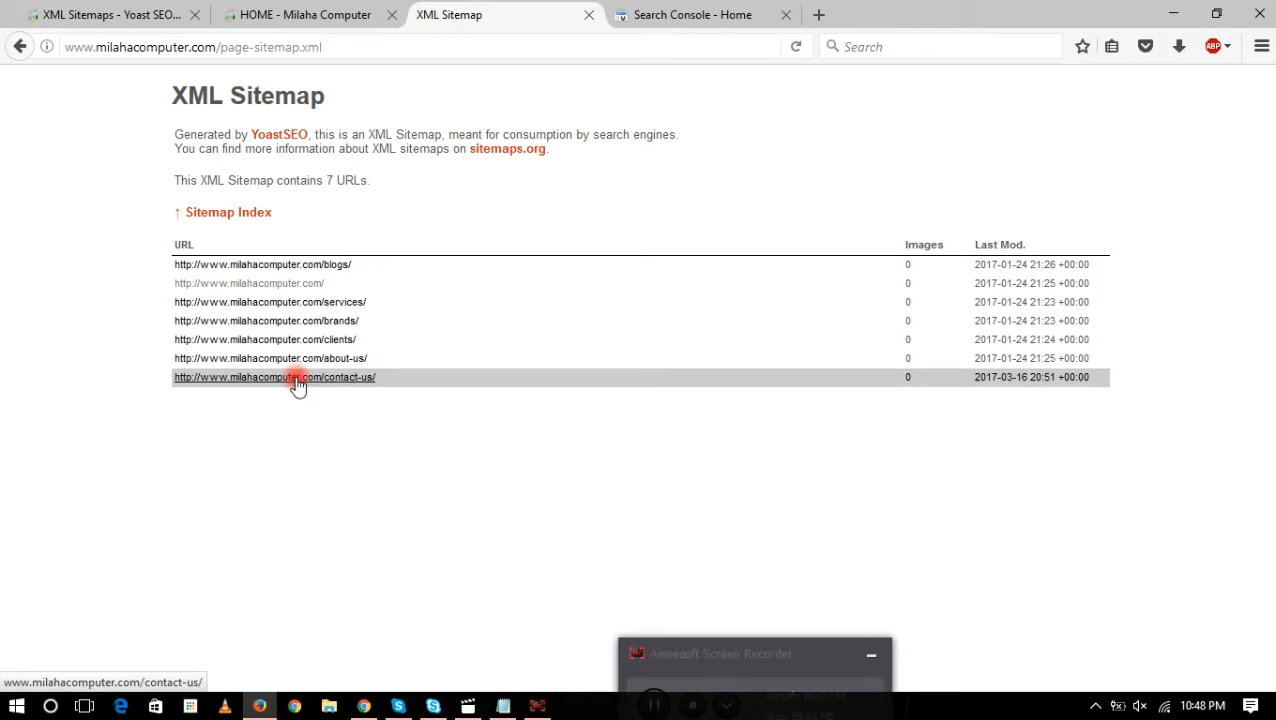 XML Sitemaps - Yoast SEO...
HOME - Milaha Computer
XML Sitemap
Search Console - Home
www.milahacomputer.com/page-sitemap.xml
Search
ABP
XML Sitemap
Generated by YoastSEO, this is an XML Sitemap, meant for consumption by search engines.
You can find more information about XML sitemaps on sitemaps.org.
This XML Sitemap contains 7 URLs.
↑ Sitemap Index
URL Images Last Mod.
http://www.milahacomputer.com/blogs/ 0 2017-01-24 21:26 +00:00
http://www.milahacomputer.com/ 0 2017-01-24 21:25 +00:00
http://www.milahacomputer.com/services/ 0 2017-01-24 21:23 +00:00
http://www.milahacomputer.com/brands/ 0 2017-01-24 21:23 +00:00
http://www.milahacomputer.com/clients/ 0 2017-01-24 21:24 +00:00
http://www.milahacomputer.com/about-us/ 0 2017-01-24 21:25 +00:00
http://www.milahacomputer.com/contact-us/ 0 2017-03-16 20:51 +00:00
Aiseesoft Screen Recorder
www.milahacomputer.com/contact-us/
10:48 PM